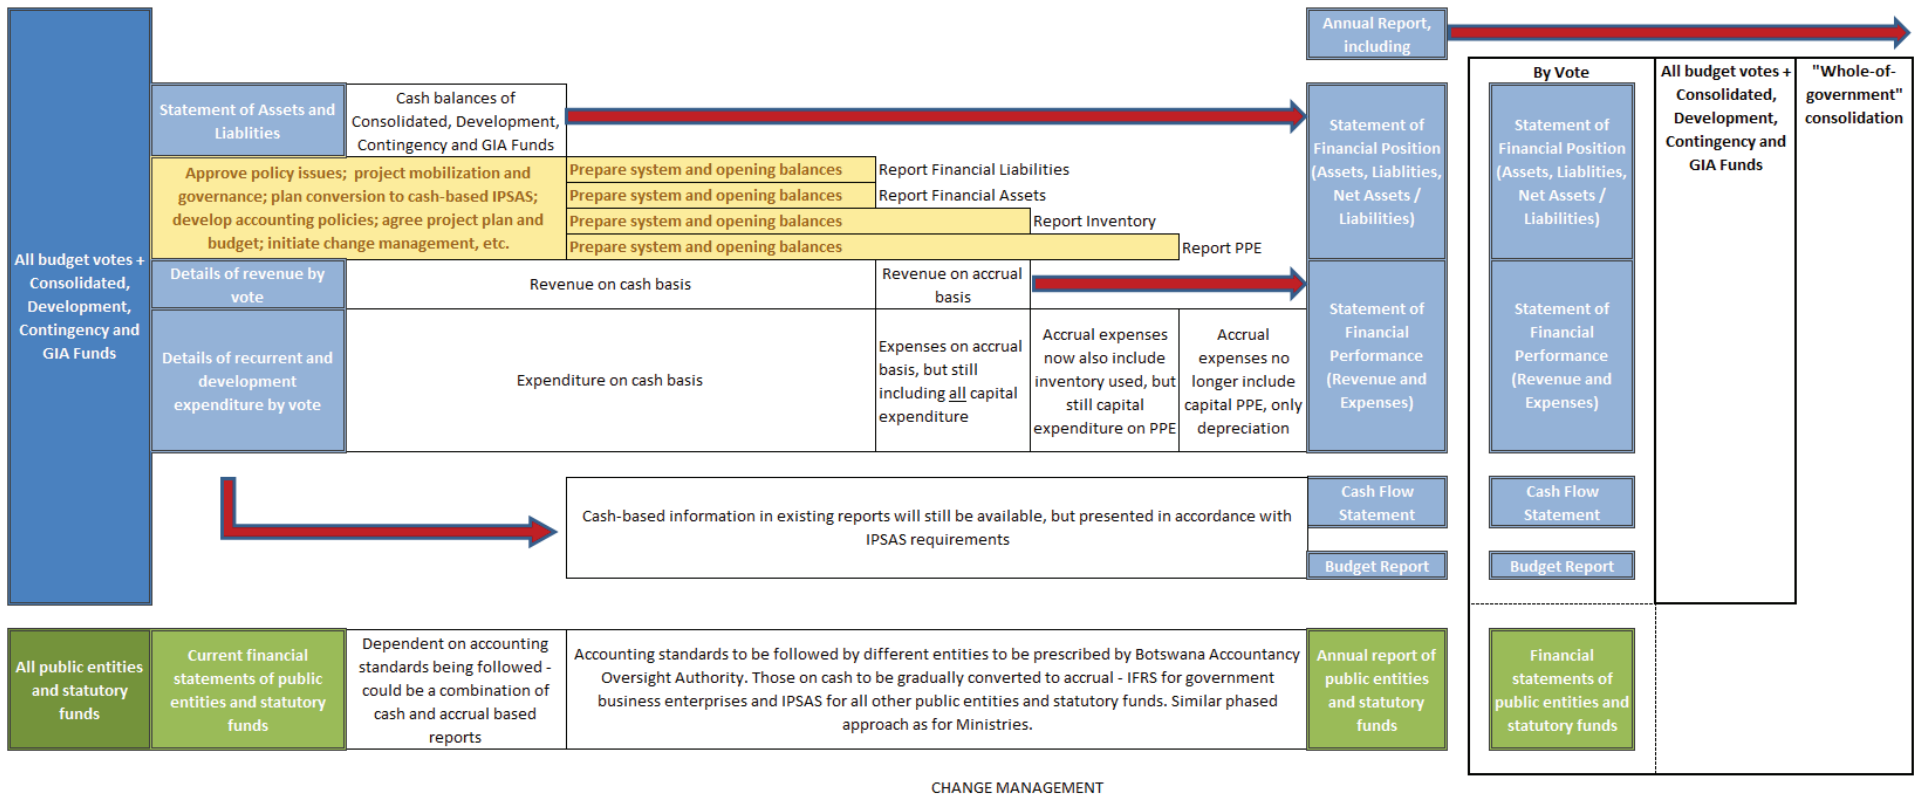 Annual Report,
including
By Vote
All budget votes +
Consolidated,
Development,
Contingency and
GIA Funds
"Whole-of-
government"
consolidation
All budget votes +
Consolidated,
Development,
Contingency and
GIA Funds
Statement of Assets and
Liablities
Cash balances of
Consolidated, Development,
Contingency and GIA Funds
Statement of
Financial Position
(Assets, Liablities,
Net Assets /
Liabilities)
Statement of
Financial Position
(Assets, Liablities,
Net Assets /
Liabilities)
Approve policy issues; project mobilization and
governance; plan conversion to cash-based IPSAS;
develop accounting policies; agree project plan and
budget; initiate change management, etc.
Prepare system and opening balances
Report Financial Liabilities
Prepare system and opening balances
Report Financial Assets
Prepare system and opening balances
Report Inventory
Prepare system and opening balances
Report PPE
Details of revenue by
vote
Revenue on cash basis
Revenue on accrual
basis
Statement of
Financial
Performance
(Revenue and
Expenses)
Statement of
Financial
Performance
(Revenue and
Expenses)
Details of recurrent and
development
expenditure by vote
Expenditure on cash basis
Expenses on accrual
basis, but still
including all capital
expenditure
Accrual expenses
now also include
inventory used, but
still capital
expenditure on PPE
Accrual
expenses no
longer include
capital PPE, only
depreciation
Cash-based information in existing reports will still be available, but presented in accordance with
IPSAS requirements
Cash Flow
Statement
Cash Flow
Statement
Budget Report
Budget Report
All public entities
and statutory
funds
Current financial
statements of public
entities and statutory
funds
Dependent on accounting
standards being followed -
could be a combination of
cash and accrual based
reports
Accounting standards to be followed by different entities to be prescribed by Botswana Accountancy
Oversight Authority. Those on cash to be gradually converted to accrual - IFRS for government
business enterprises and IPSAS for all other public entities and statutory funds. Similar phased
approach as for Ministries.
Annual report of
public entities
and statutory
funds
Financial
statements of
public entities and
statutory funds
CHANGE MANAGEMENT